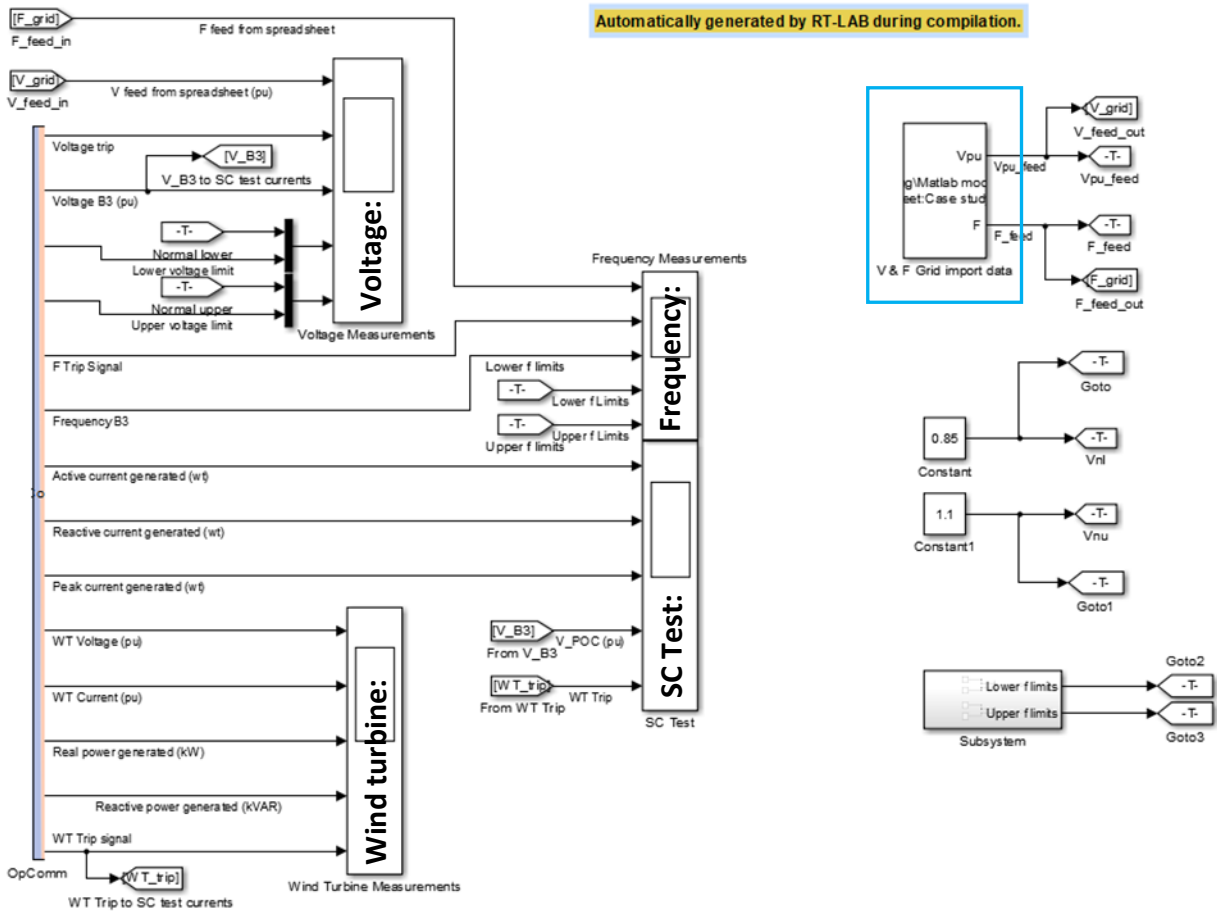 Automatically generated by RT-LAB during compilation.
[F_grid]
F_feed_in
F feed from spreadsheet
[V_grid]
V_feed_in
V feed from spreadsheet (pu)
Voltage trip
[V_B3]
V_B3 to SC test currents
Voltage B3 (pu)
-T-
Normal lower
Lower voltage limit
-T-
Normal upper
Upper voltage limit
Voltage:
Voltage Measurements
F Trip Signal
Frequency B3
Active current generated (wt)
Reactive current generated (wt)
Peak current generated (wt)
WT Voltage (pu)
WT Current (pu)
Real power generated (kW)
Reactive power generated (kVAR)
WT Trip signal
OpComm
[WT_trip]
WT Trip to SC test currents
Wind turbine:
Wind Turbine Measurements
Frequency Measurements
Frequency:
Lower f limits
-T-
Lower f Limits
-T-
Upper f Limits
Upper f limits
[V_B3]
V_POC (pu)
From V_B3
[WT_trip]
WT Trip
From WT Trip
SC Test:
SC Test
Vpu
g\Matlab mod
eet:Case stud
F
V & F Grid import data
Vpu_feed
F_feed
[V_grid]
V_feed_out
-T-
Vpu_feed
-T-
F_feed
[F_grid]
F_feed_out
-T-
Goto
0.85
Constant
-T-
Vnl
1.1
Constant1
-T-
Vnu
-T-
Goto1
Lower f limits
Upper f limits
Subsystem
Goto2
-T-
-T-
Goto3